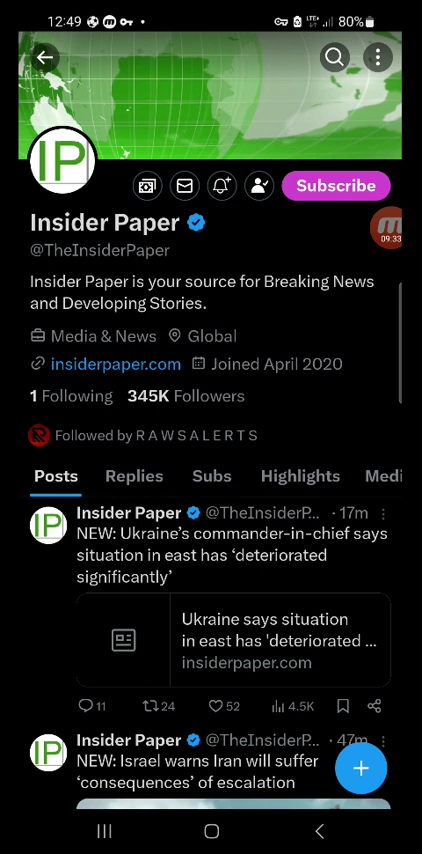 12:49 LTE+ 80%
IP
Subscribe
Insider Paper
@TheInsiderPaper
09:33
Insider Paper is your source for Breaking News
and Developing Stories.
Media & News Global
insiderpaper.com Joined April 2020
1 Following 345K Followers
Followed by R A W S A L E R T S
Posts Replies Subs Highlights Medi
IP
Insider Paper @TheInsiderP... · 17m
NEW: Ukraine’s commander-in-chief says
situation in east has ‘deteriorated
significantly’
Ukraine says situation
in east has 'deteriorated ...
insiderpaper.com
11 24 52 4.5K
IP
Insider Paper @TheInsiderP... · 47m
NEW: Israel warns Iran will suffer
‘consequences’ of escalation